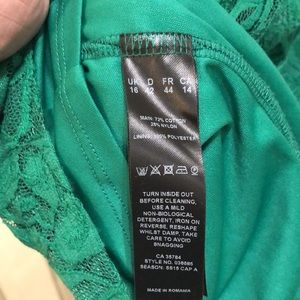 UK D FR CA
16 42 44 14
MAIN: 72% COTTON
28% NYLON
LINING: 100% POLYESTER
TURN INSIDE OUT
BEFORE CLEANING,
USE A MILD
NON-BIOLOGICAL
DETERGENT, IRON ON
REVERSE, RESHAPE
WHILST DAMP, TAKE
CARE TO AVOID
SNAGGING
CA 35784
STYLE NO.
SEASON: SS15 CAP A
MADE IN ROMANIA